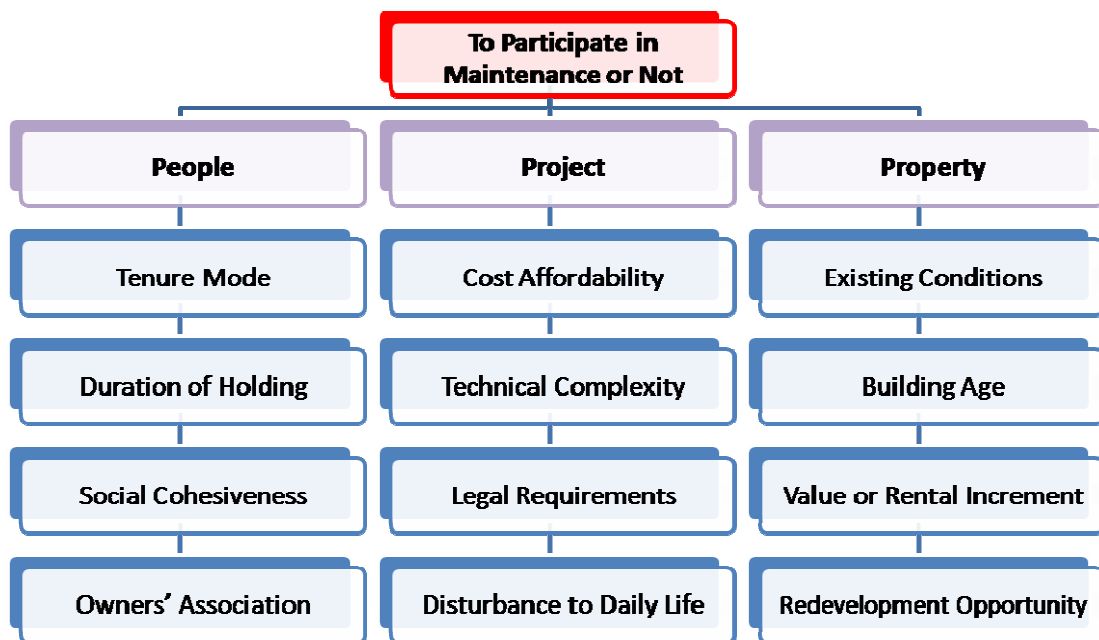 To Participate in
Maintenance or Not
People
Project
Property
Tenure Mode
Cost Affordability
Existing Conditions
Duration of Holding
Technical Complexity
Building Age
Social Cohesiveness
Legal Requirements
Value or Rental Increment
Owners' Association
Disturbance to Daily Life
Redevelopment Opportunity